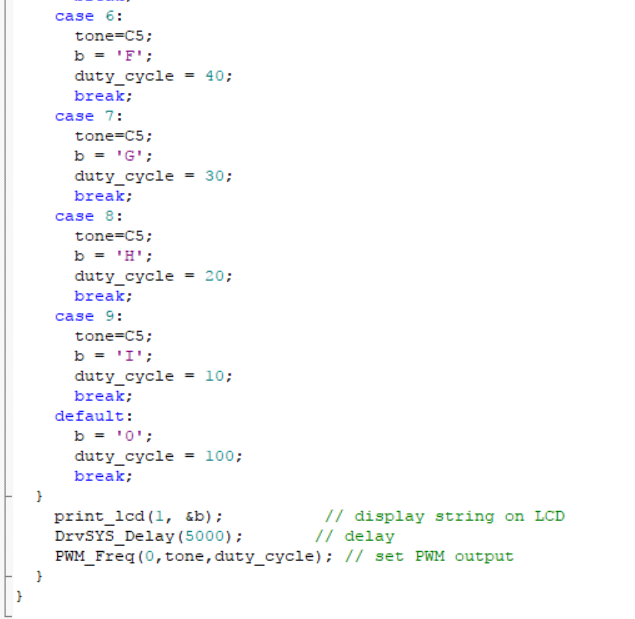 break;
case 6:
tone=C5;
b = 'F';
duty_cycle = 40;
break;
case 7:
tone=C5;
b = 'G';
duty_cycle = 30;
break;
case 8:
tone=C5;
b = 'H';
duty_cycle = 20;
break;
case 9:
tone=C5;
b = 'I';
duty_cycle = 10;
break;
default:
b = '0';
duty_cycle = 100;
break;
}
print_lcd(1, &b); // display string on LCD
DrvSYS_Delay(5000); // delay
PWM_Freq(0,tone,duty_cycle); // set PWM output
}
}